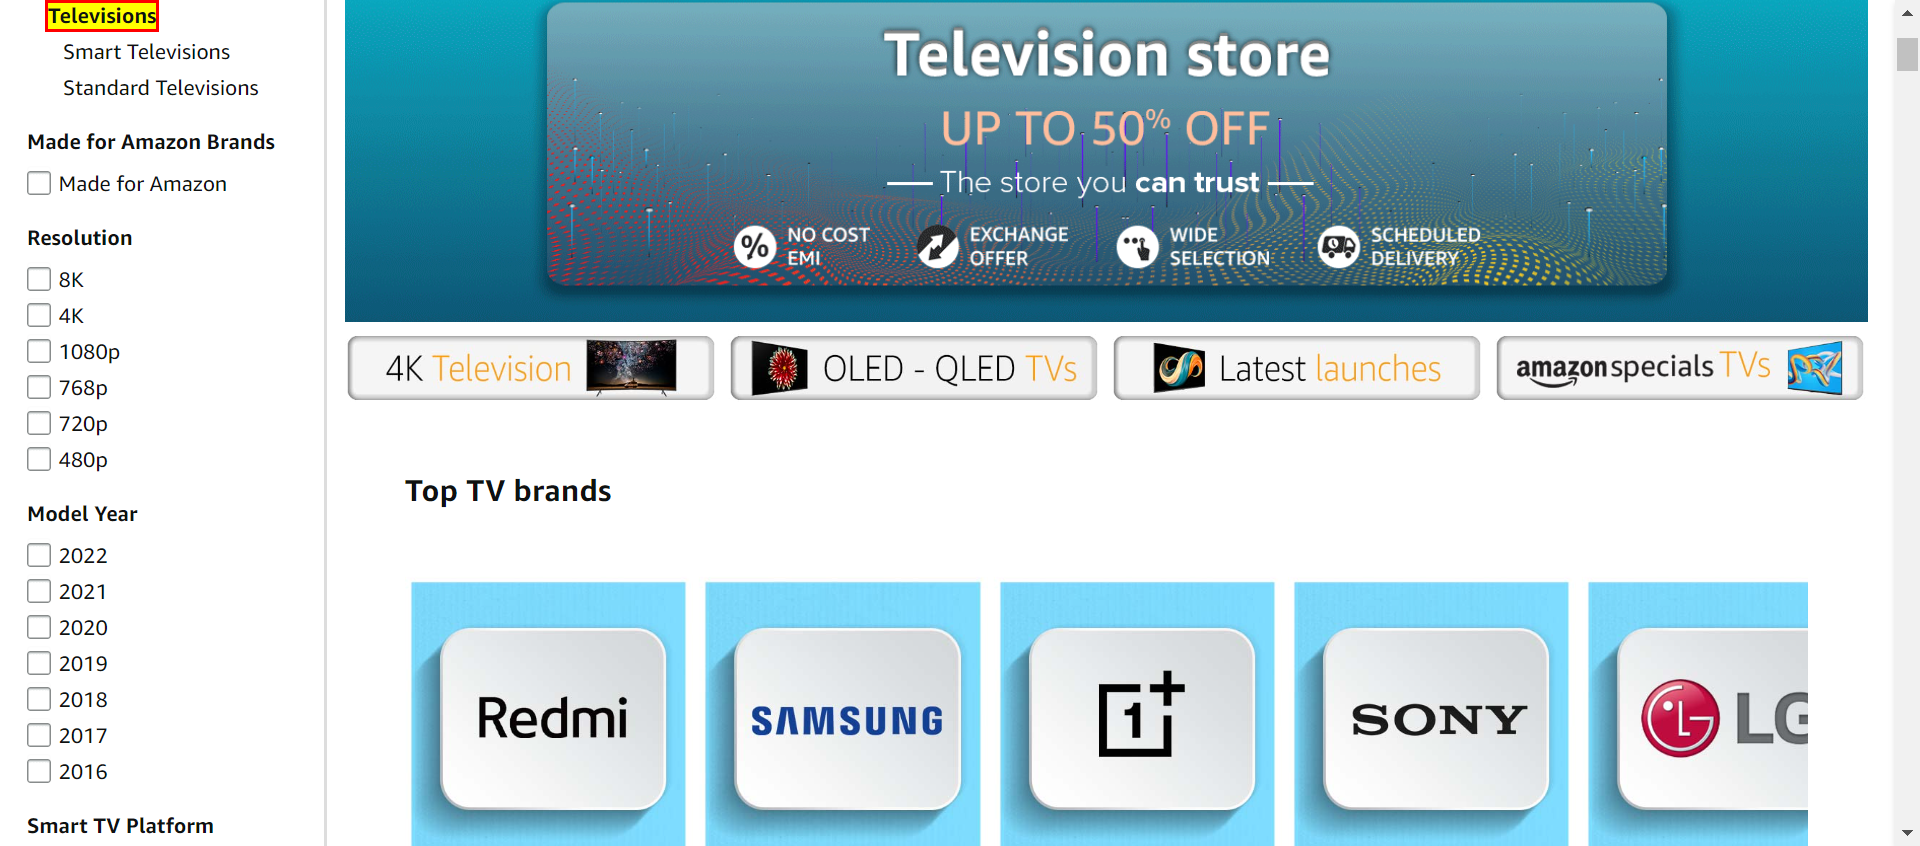 Televisions
Smart Televisions
Standard Televisions
Made for Amazon Brands
Made for Amazon
Resolution
8K
4K
1080p
768p
720p
480p
Model Year
2022
2021
2020
2019
2018
2017
2016
Smart TV Platform
Television store
UP TO 50% OFF
The store you can trust
% NO COST EMI
EXCHANGE OFFER
WIDE SELECTION
SCHEDULED DELIVERY
4K Television
OLED - QLED TVs
Latest launches
amazon specials TVs
Top TV brands
Redmi
SAMSUNG
1+
SONY
LG